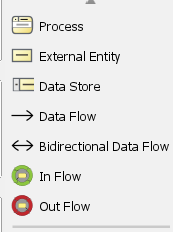 Process
External Entity
Data Store
Data Flow
Bidirectional Data Flow
In Flow
Out Flow